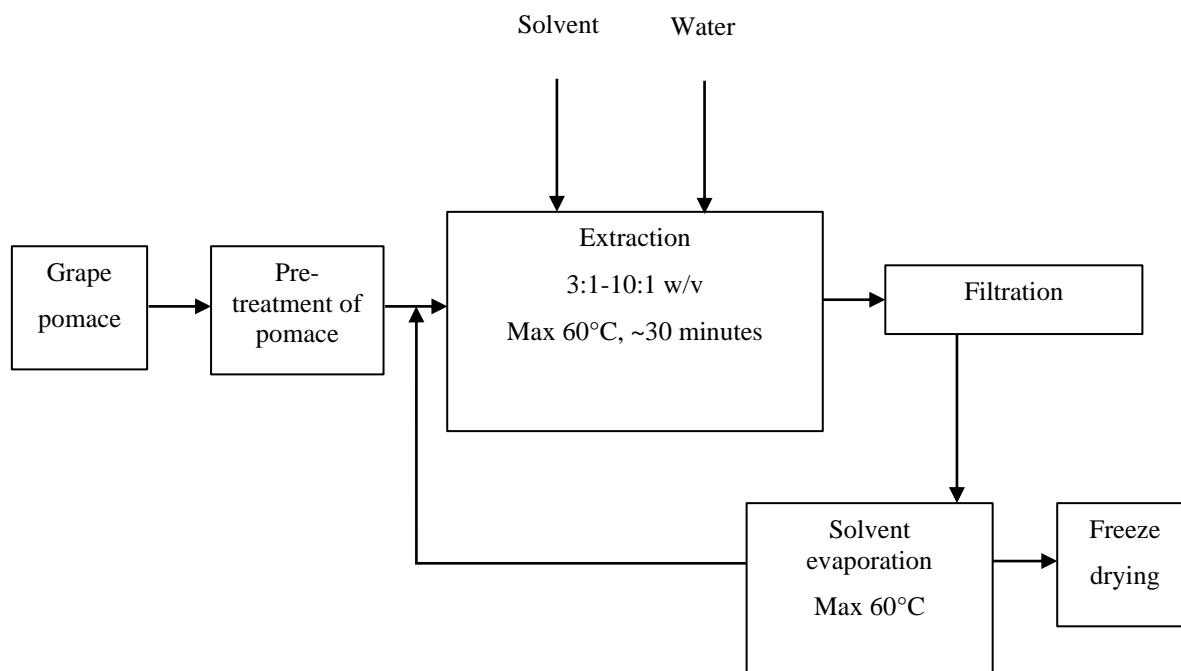 Solvent
Water
Grape
pomace
Pre-
treatment of
pomace
Extraction
3:1-10:1 w/v
Max 60°C, ~30 minutes
Filtration
Solvent
evaporation
Max 60°C
Freeze
drying